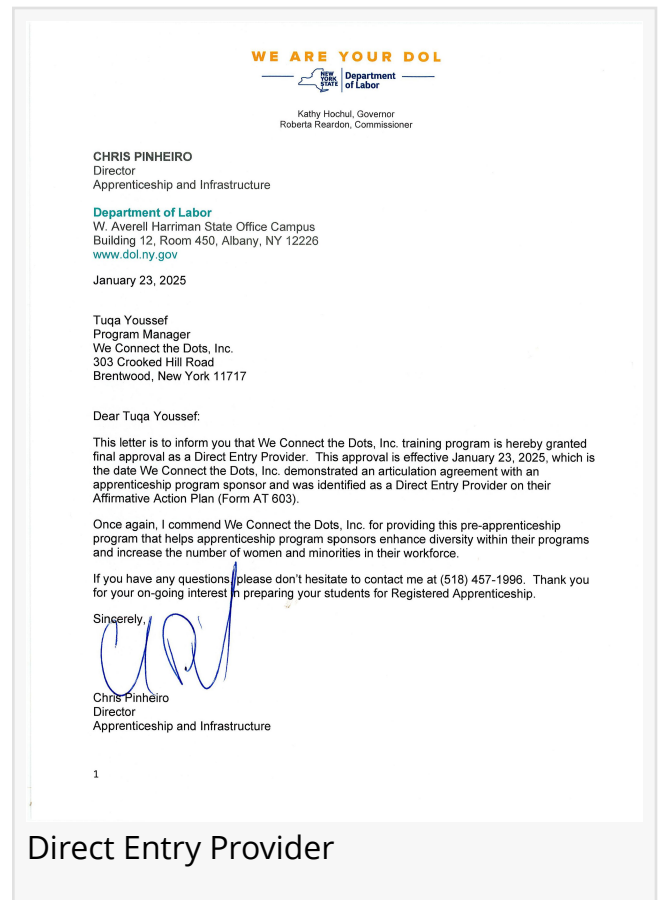 WE ARE YOUR DOL
NEW YORK STATE
Department of Labor
Kathy Hochul, Governor
Roberta Reardon, Commissioner
CHRIS PINHEIRO
Director
Apprenticeship and Infrastructure
Department of Labor
W. Averell Harriman State Office Campus
Building 12, Room 450, Albany, NY 12226
www.dol.ny.gov
January 23, 2025
Tuqa Youssef
Program Manager
We Connect the Dots, Inc.
303 Crooked Hill Road
Brentwood, New York 11717
Dear Tuqa Youssef:
This letter is to inform you that We Connect the Dots, Inc. training program is hereby granted
final approval as a Direct Entry Provider. This approval is effective January 23, 2025, which is
the date We Connect the Dots, Inc. demonstrated an articulation agreement with an
apprenticeship program sponsor and was identified as a Direct Entry Provider on their
Affirmative Action Plan (Form AT 603).
Once again, I commend We Connect the Dots, Inc. for providing this pre-apprenticeship
program that helps apprenticeship program sponsors enhance diversity within their programs
and increase the number of women and minorities in their workforce.
If you have any questions, please don't hesitate to contact me at (518) 457-1996. Thank you
for your on-going interest in preparing your students for Registered Apprenticeship.
Sincerely,
Chris Pinheiro
Director
Apprenticeship and Infrastructure
1
Direct Entry Provider